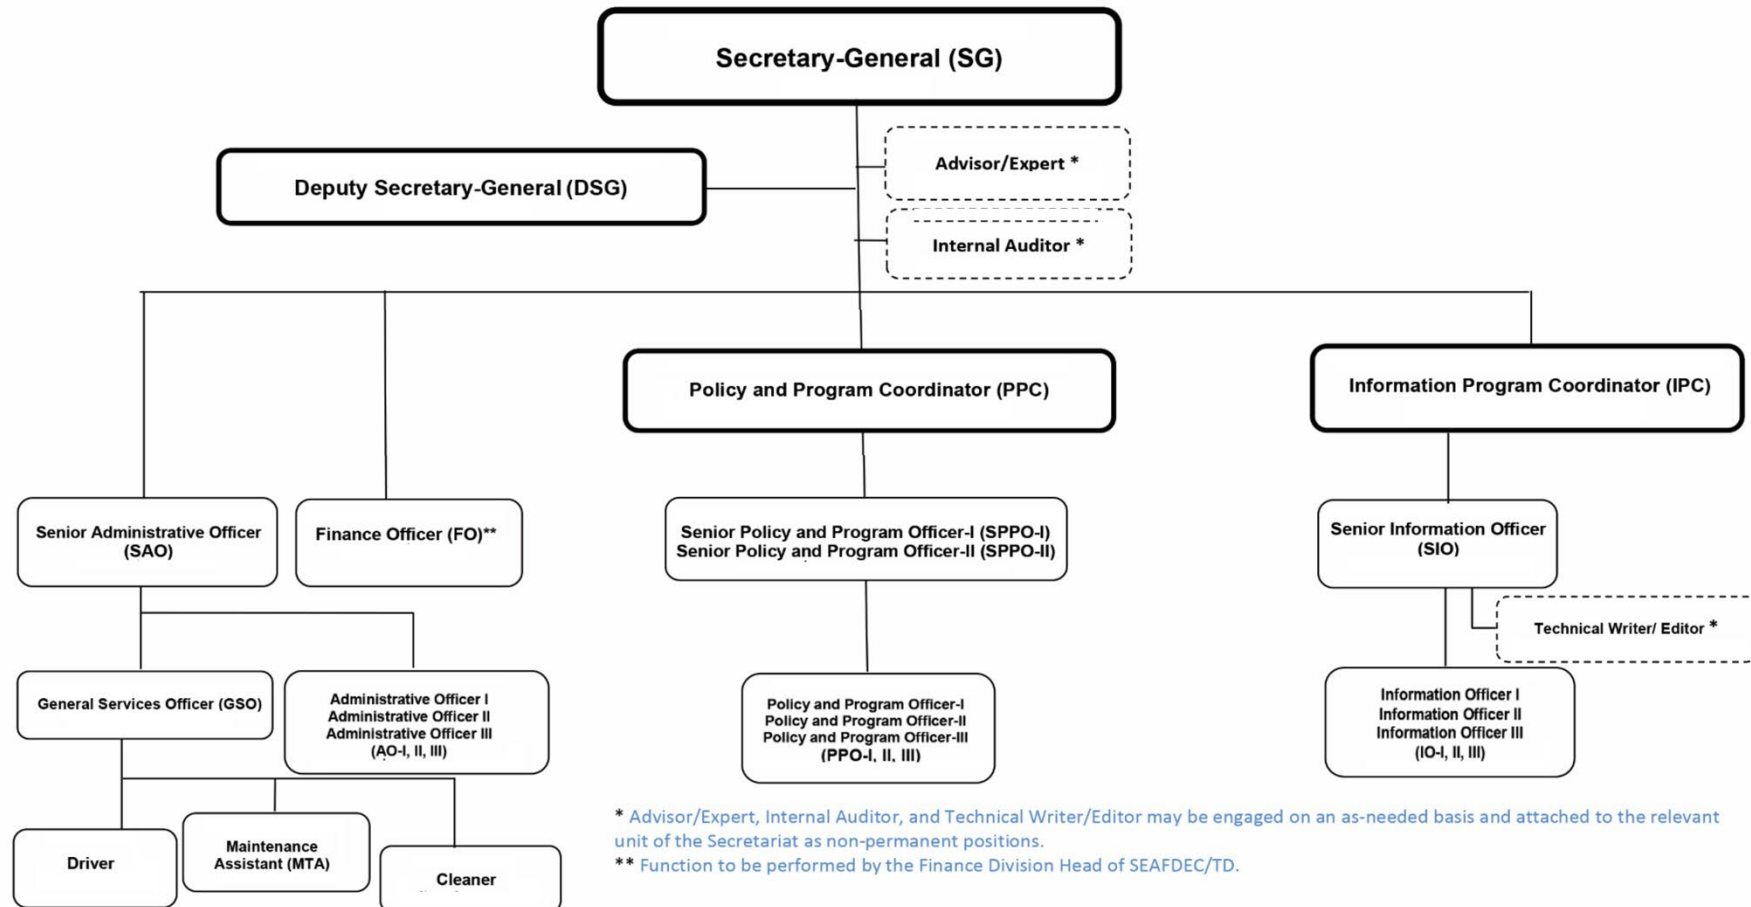 Secretary-General (SG)
Advisor/Expert *
Deputy Secretary-General (DSG)
Internal Auditor *
Policy and Program Coordinator (PPC)
Information Program Coordinator (IPC)
Senior Administrative Officer
(SAO)
Finance Officer (FO)**
Senior Policy and Program Officer-I (SPPO-I)
Senior Policy and Program Officer-II (SPPO-II)
Senior Information Officer
(SIO)
Technical Writer/ Editor *
General Services Officer (GSO)
Administrative Officer I
Administrative Officer II
Administrative Officer III
(AO-I, II, III)
Policy and Program Officer-I
Policy and Program Officer-II
Policy and Program Officer-III
(PPO-I, II, III)
Information Officer I
Information Officer II
Information Officer III
(IO-I, II, III)
Driver
Maintenance
Assistant (MTA)
Cleaner
* Advisor/Expert, Internal Auditor, and Technical Writer/Editor may be engaged on an as-needed basis and attached to the relevant
unit of the Secretariat as non-permanent positions.
** Function to be performed by the Finance Division Head of SEAFDEC/TD.